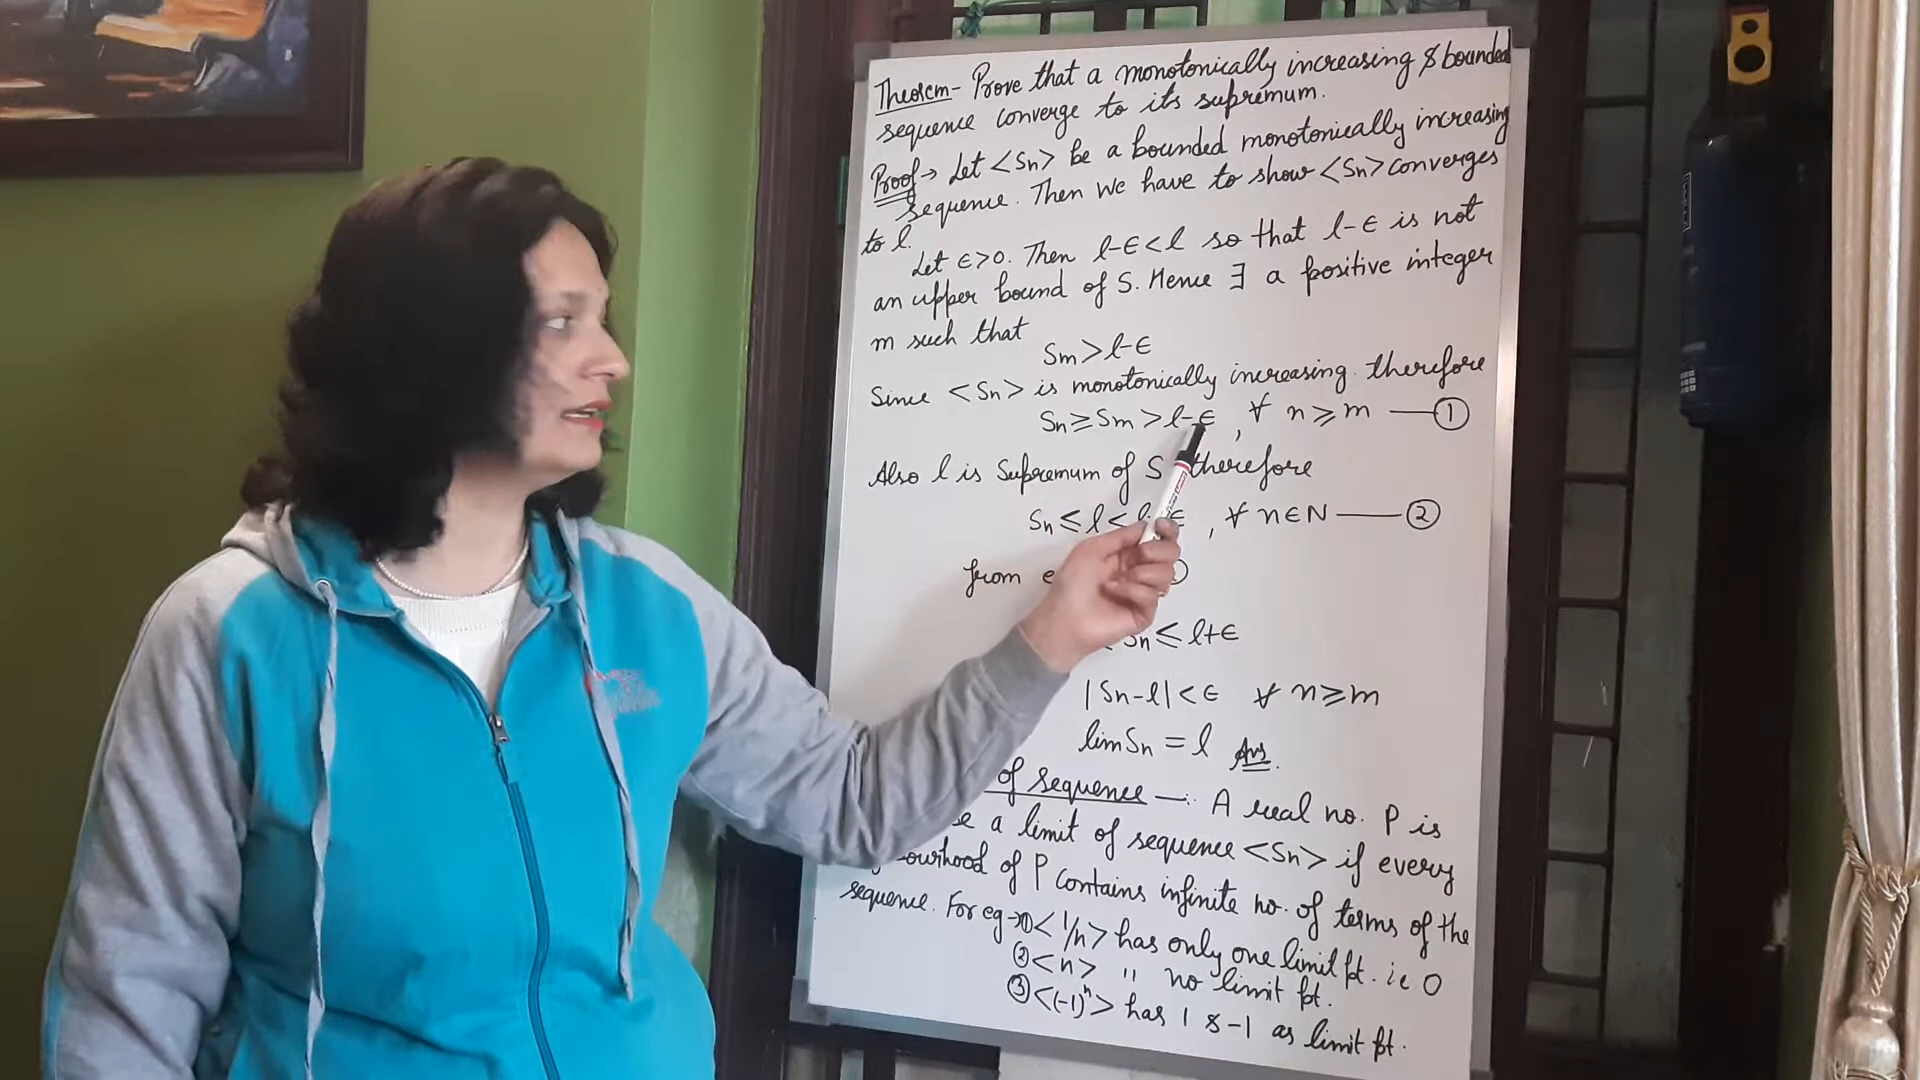 Theorem- Prove that a monotonically increasing & bounded
sequence converge to its supremum.
Proof→ Let <Sn> be a bounded monotonically increasing
sequence. Then We have to show <Sn> converges
to l.
Let ϵ>0. Then l-ϵ<l so that l-ϵ is not
an upper bound of S. Hence ∃ a positive integer
m such that
Sm>l-ϵ
Since <Sn> is monotonically increasing. therefore
Sn≥Sm>l-ϵ, ∀ n≥m —①
Also l is Supremum of S therefore
Sn≤l<l ϵ, ∀ n∈N —②
from
Sn≤l+ϵ
|Sn-l|<ϵ ∀ n≥m
limSn=l Ans.
of sequence —: A real no. P is
a limit of sequence <Sn> if every
of P contains infinite no. of terms of the
sequence. For eg→① <1/n> has only one limit pt. ie 0
② <n> " no limit pt.
③ <(-1)ⁿ> has 1 & -1 as limit pt.